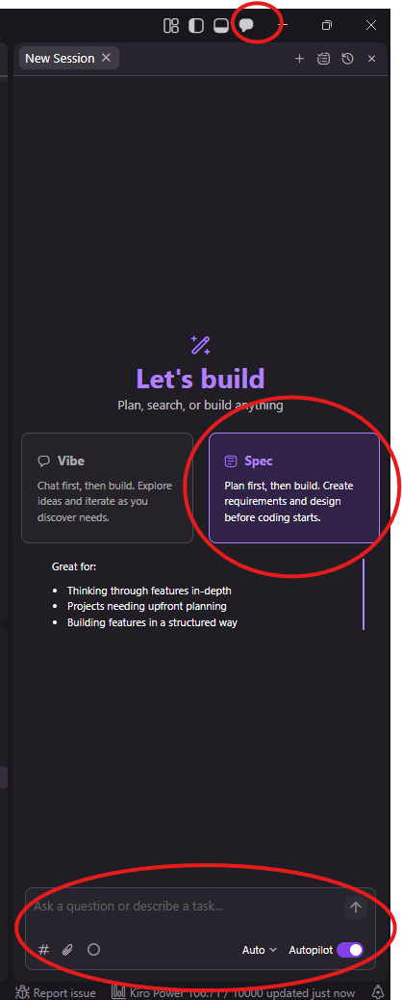 New Session
Let's build
Plan, search, or build anything
Vibe
Chat first, then build. Explore
ideas and iterate as you
discover needs.
Spec
Plan first, then build. Create
requirements and design
before coding starts.
Great for:
Thinking through features in-depth
Projects needing upfront planning
Building features in a structured way
Ask a question or describe a task...
# Auto Autopilot
Report issue Kiro Power 100.71 / 10000 updated just now